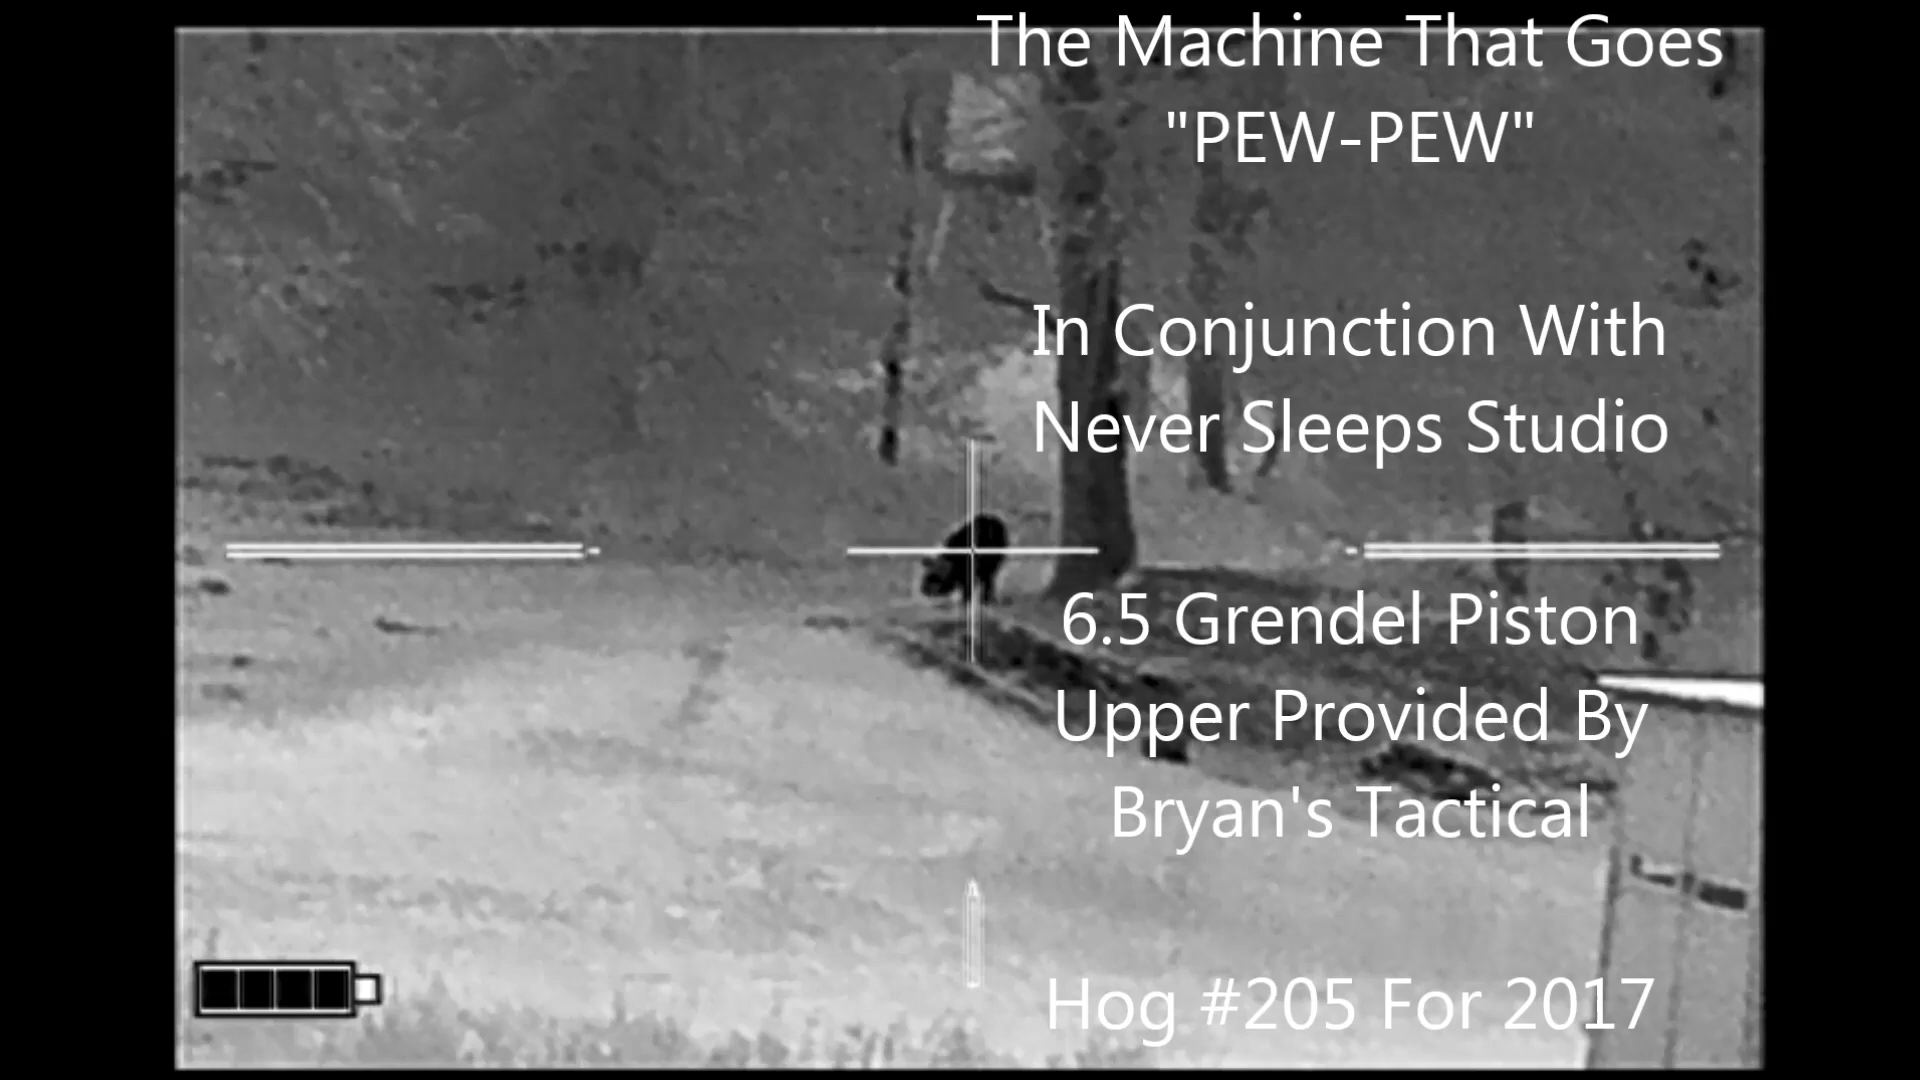 The Machine That Goes
"PEW-PEW"
In Conjunction With
Never Sleeps Studio
6.5 Grendel Piston
Upper Provided By
Bryan's Tactical
Hog #205 For 2017